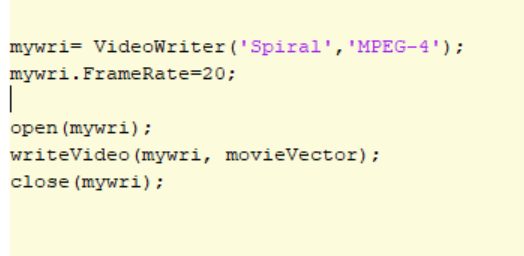 mywri= VideoWriter('Spiral','MPEG-4');
mywri.FrameRate=20;
open(mywri);
writeVideo(mywri, movieVector);
close(mywri);